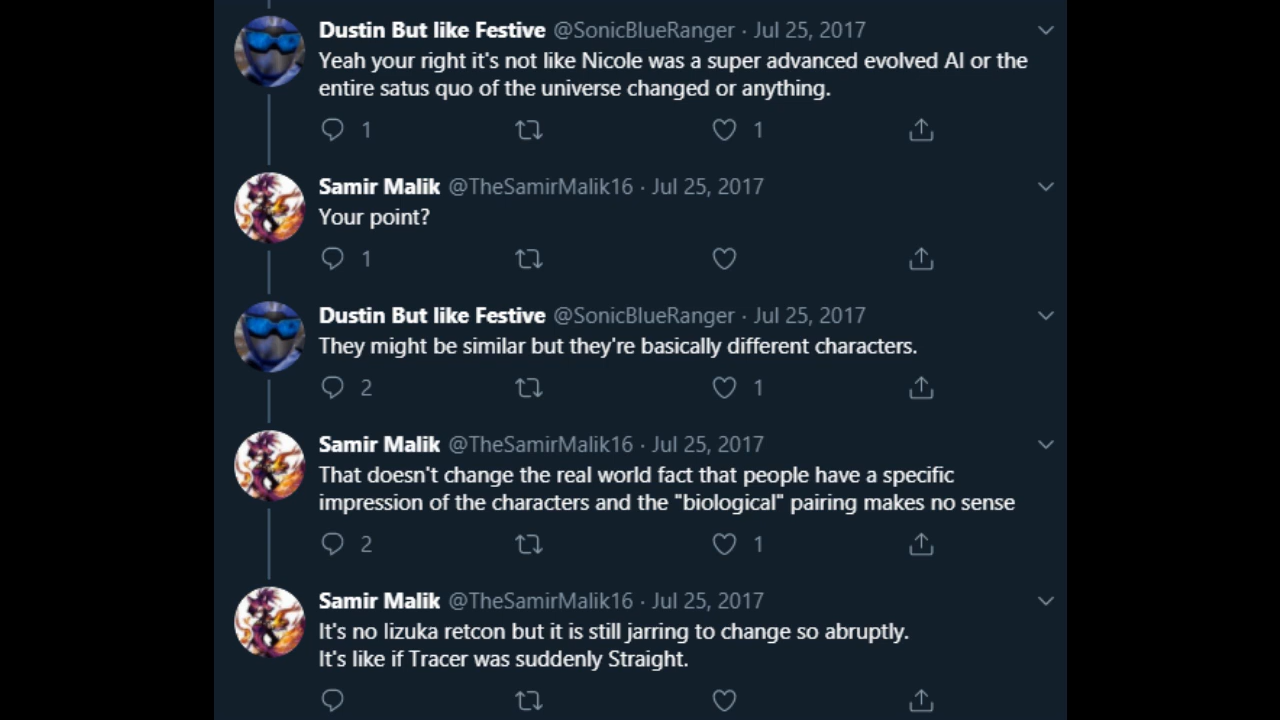 Dustin But like Festive @SonicBlueRanger · Jul 25, 2017
Yeah your right it's not like Nicole was a super advanced evolved AI or the
entire satus quo of the universe changed or anything.
1 1
Samir Malik @TheSamirMalik16 · Jul 25, 2017
Your point?
1
Dustin But like Festive @SonicBlueRanger · Jul 25, 2017
They might be similar but they're basically different characters.
2 1
Samir Malik @TheSamirMalik16 · Jul 25, 2017
That doesn't change the real world fact that people have a specific
impression of the characters and the "biological" pairing makes no sense
2 1
Samir Malik @TheSamirMalik16 · Jul 25, 2017
It's no Iizuka retcon but it is still jarring to change so abruptly.
It's like if Tracer was suddenly Straight.